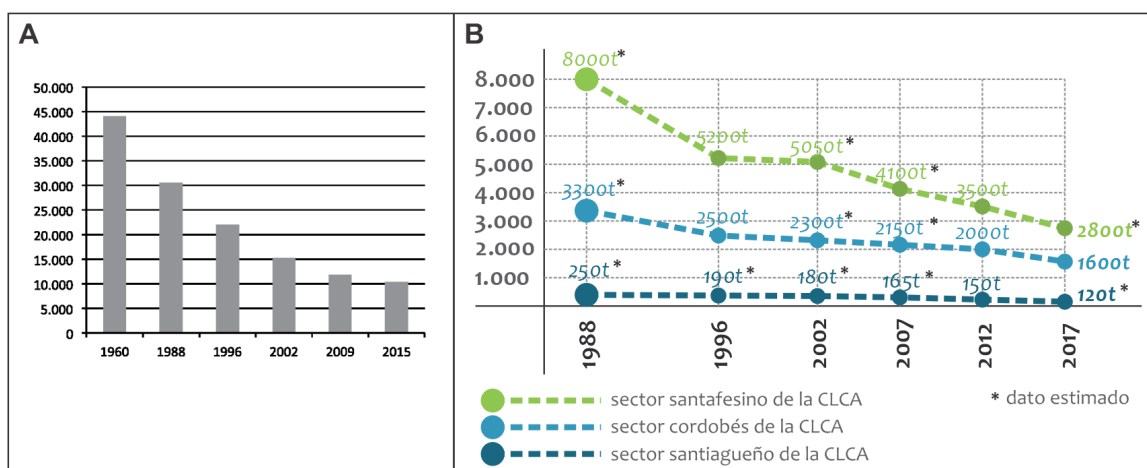 A
50.000
45.000
40.000
35.000
30.000
25.000
20.000
15.000
10.000
5.000
0
1960 1988 1996 2002 2009 2015
B
8.000
7.000
6.000
5.000
4.000
3.000
2.000
1.000
8000t* 5200t 5050t* 4100t* 3500t 2800t*
3300t* 2500t 2300t* 2150t* 2000t 1600t
250t* 190t* 180t* 165t* 150t 120t*
1988 1996 2002 2007 2012 2017
sector santafesino de la CLCA
* dato estimado
sector cordobés de la CLCA
sector santiagueño de la CLCA